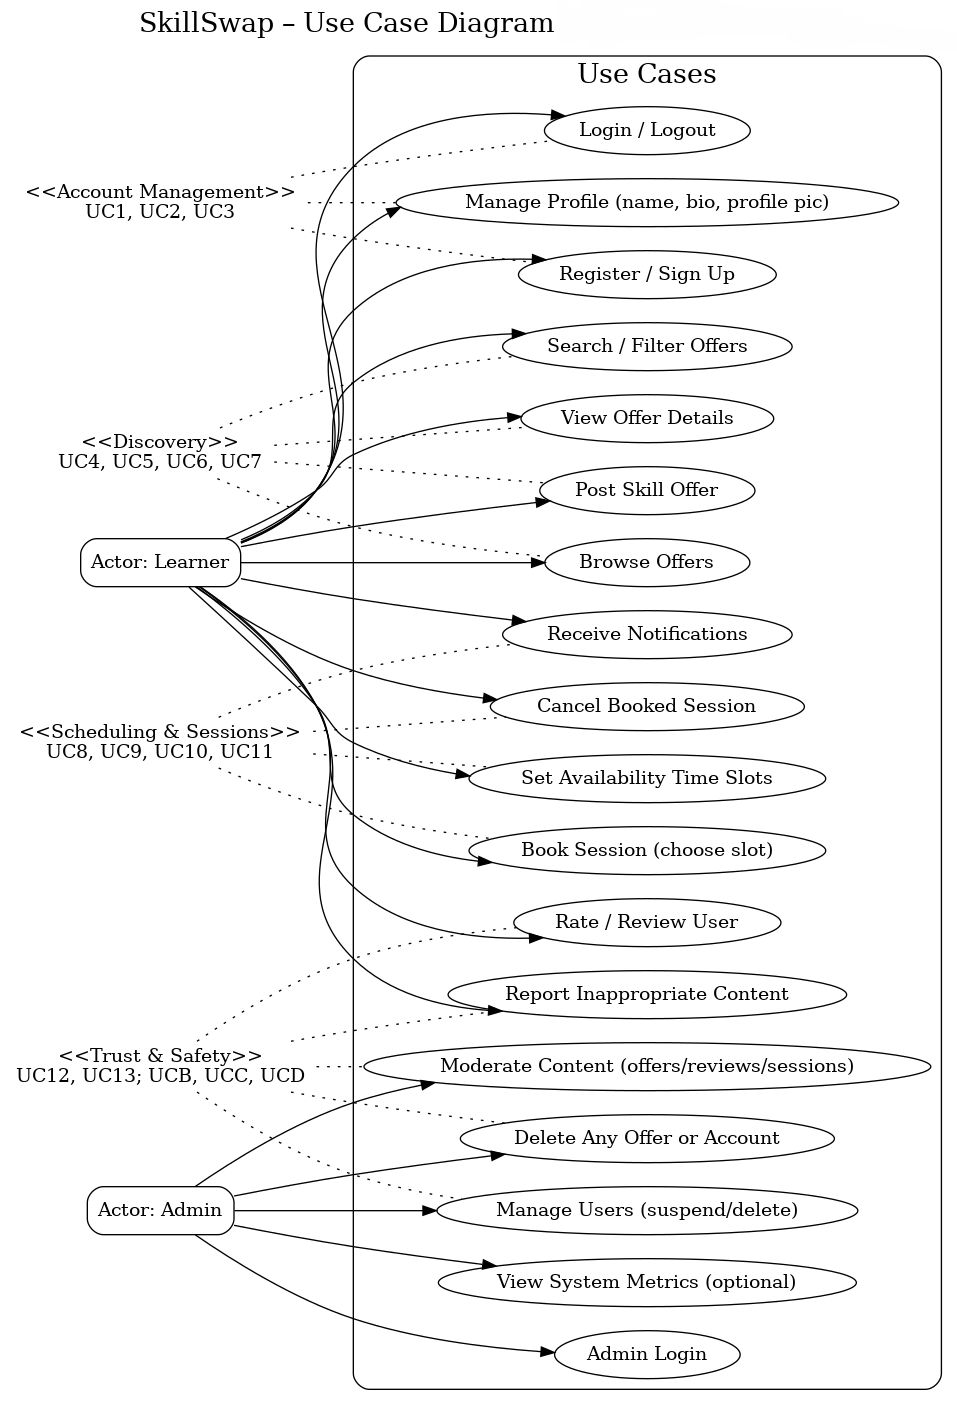 SkillSwap – Use Case Diagram
Use Cases
Login / Logout
<<Account Management>>
UC1, UC2, UC3
Manage Profile (name, bio, profile pic)
Register / Sign Up
Search / Filter Offers
View Offer Details
<<Discovery>>
UC4, UC5, UC6, UC7
Post Skill Offer
Actor: Learner
Browse Offers
Receive Notifications
Cancel Booked Session
<<Scheduling & Sessions>>
UC8, UC9, UC10, UC11
Set Availability Time Slots
Book Session (choose slot)
Rate / Review User
Report Inappropriate Content
<<Trust & Safety>>
UC12, UC13; UCB, UCC, UCD
Moderate Content (offers/reviews/sessions)
Delete Any Offer or Account
Actor: Admin
Manage Users (suspend/delete)
View System Metrics (optional)
Admin Login